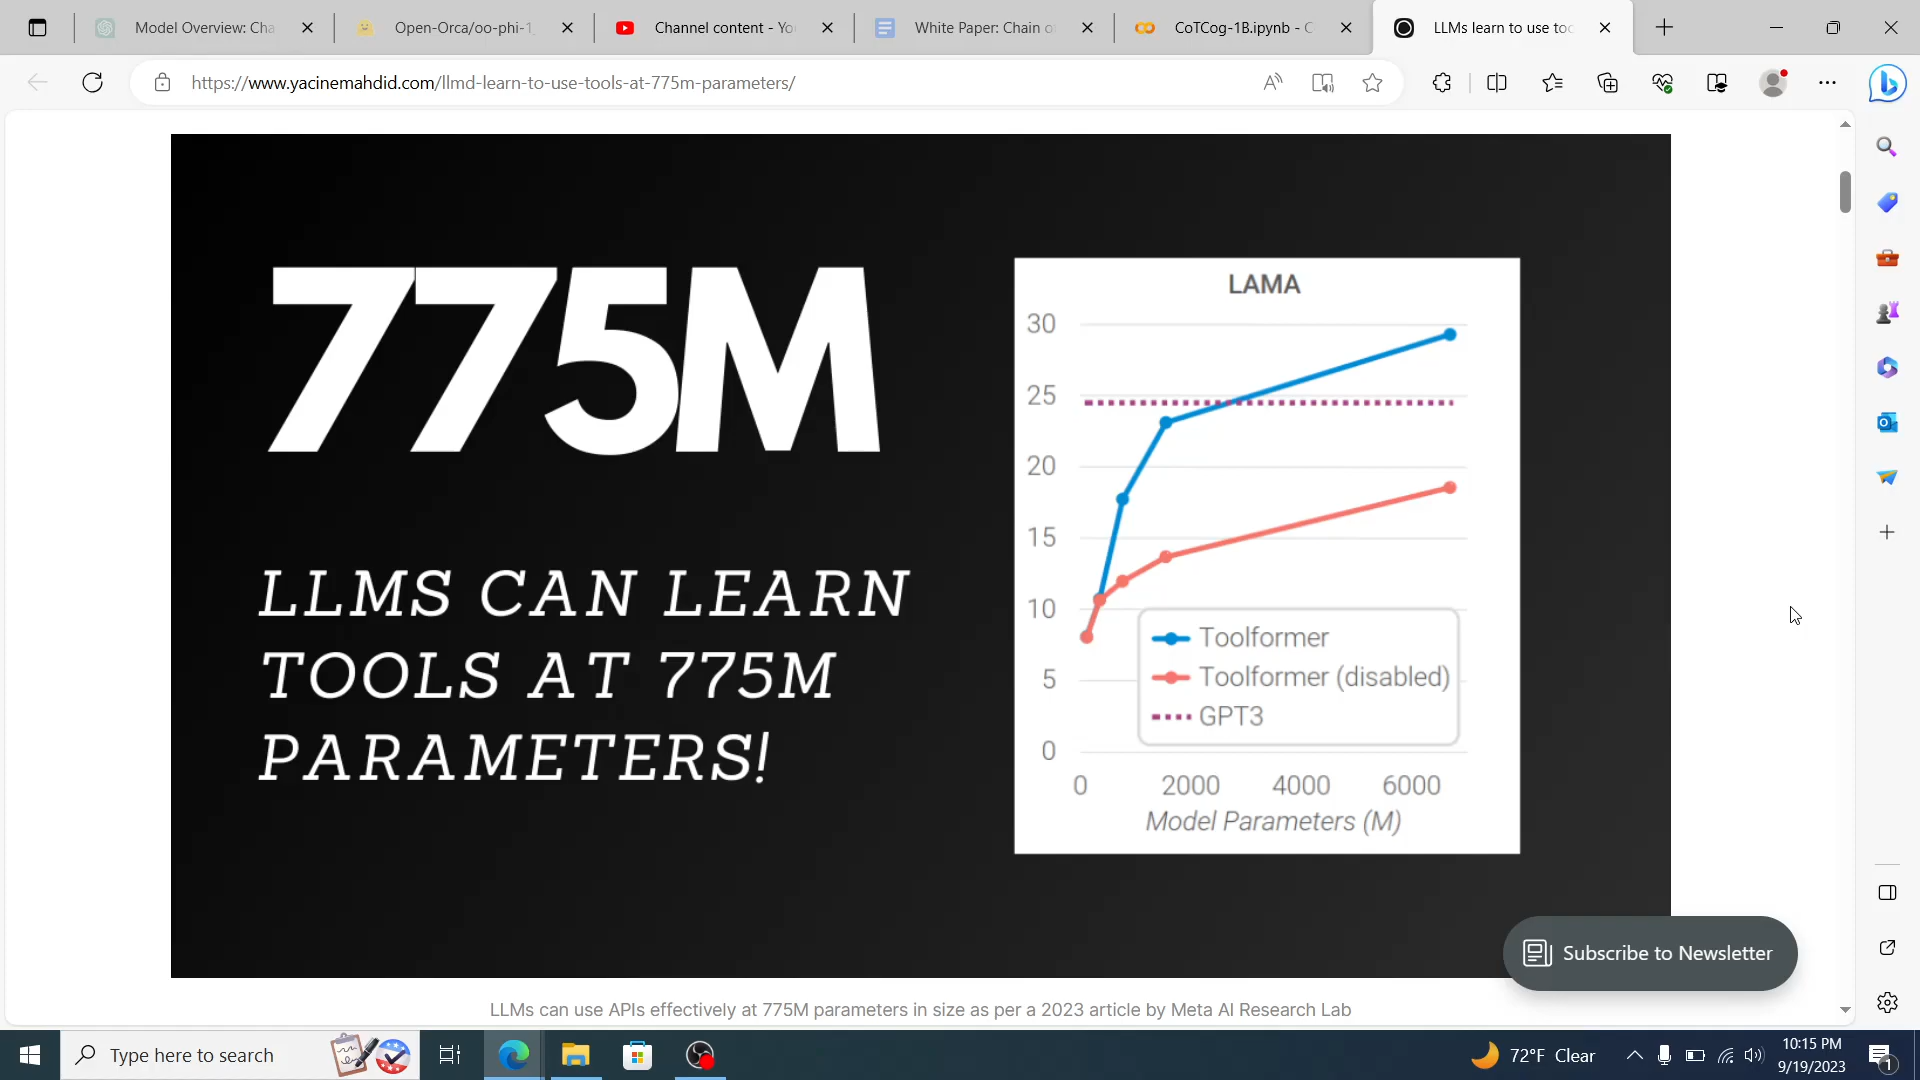 Model Overview: Cha
Open-Orca/oo-phi-1
Channel content - Yo
White Paper: Chain o
CoTCog-1B.ipynb - C
LLMs learn to use too
https://www.yacinemahdid.com/llmd-learn-to-use-tools-at-775m-parameters/
775M
LLMS CAN LEARN
TOOLS AT 775M
PARAMETERS!
LAMA
30
25
20
15
10
5
0
Toolformer
Toolformer (disabled)
GPT3
0 2000 4000 6000
Model Parameters (M)
Subscribe to Newsletter
LLMs can use APIs effectively at 775M parameters in size as per a 2023 article by Meta AI Research Lab
Type here to search
72°F Clear
10:15 PM
9/19/2023
1